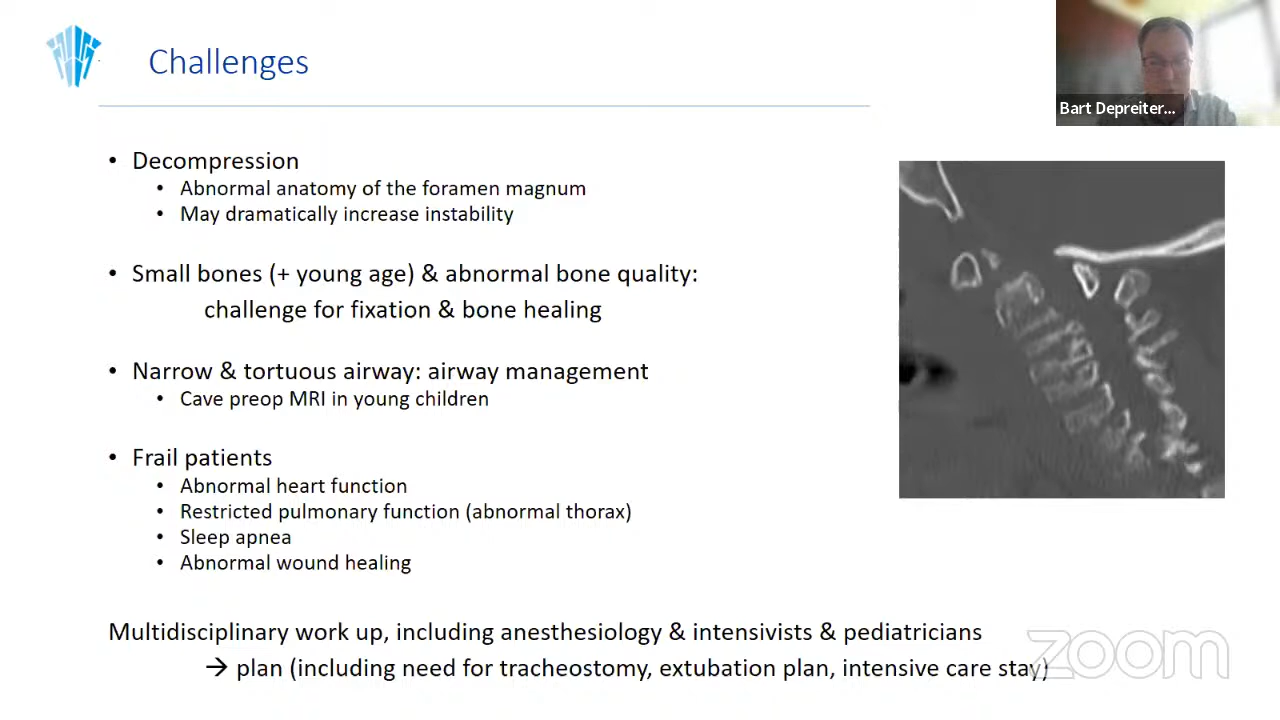 Challenges
Bart Depreiter...
• Decompression
• Abnormal anatomy of the foramen magnum
• May dramatically increase instability
• Small bones (+ young age) & abnormal bone quality:
challenge for fixation & bone healing
• Narrow & tortuous airway: airway management
• Cave preop MRI in young children
• Frail patients
• Abnormal heart function
• Restricted pulmonary function (abnormal thorax)
• Sleep apnea
• Abnormal wound healing
Multidisciplinary work up, including anesthesiology & intensivists & pediatricians
→ plan (including need for tracheostomy, extubation plan, intensive care stay)
zoom